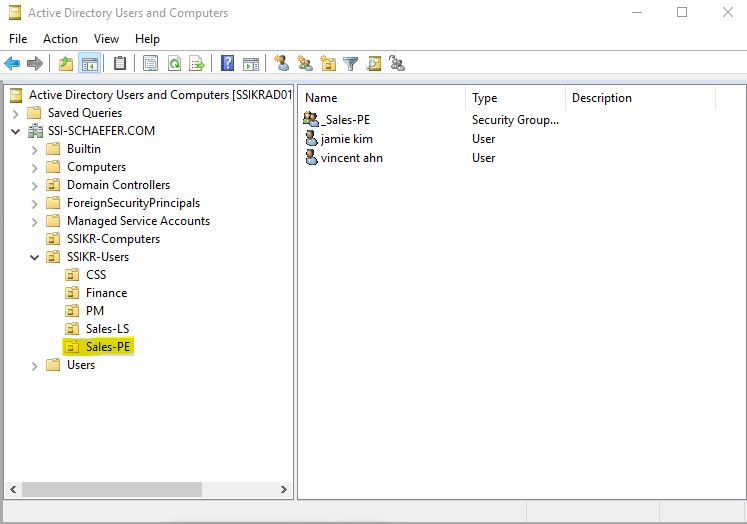 Active Directory Users and Computers
File Action View Help
Active Directory Users and Computers [SSIKRAD01
Saved Queries
SSI-SCHAEFER.COM
Builtin
Computers
Domain Controllers
ForeignSecurityPrincipals
Managed Service Accounts
SSIKR-Computers
SSIKR-Users
CSS
Finance
PM
Sales-LS
Sales-PE
Users
Name Type Description
_Sales-PE Security Group...
jamie kim User
vincent ahn User